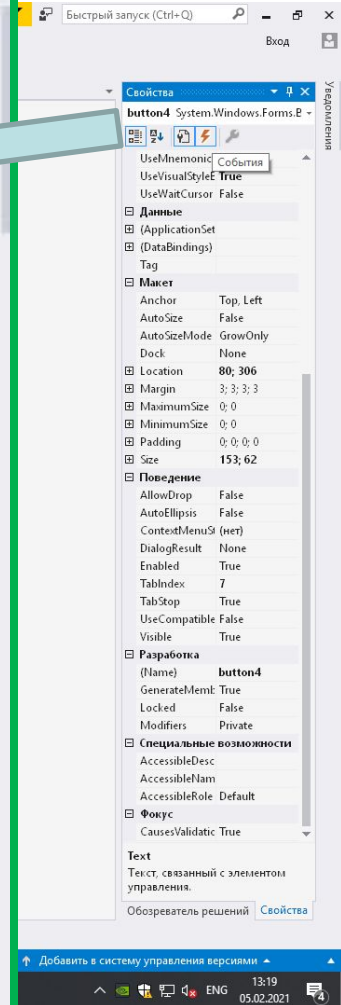 Быстрый запуск (Ctrl+Q)
Вход
Уведомления
Свойства
button4 System.Windows.Forms.B
События
UseMnemonic
UseVisualStyleB True
UseWaitCursor False
Данные
(ApplicationSet
(DataBindings)
Tag
Макет
Anchor Top, Left
AutoSize False
AutoSizeMode GrowOnly
Dock None
Location 80; 306
Margin 3; 3; 3; 3
MaximumSize 0; 0
MinimumSize 0; 0
Padding 0; 0; 0; 0
Size 153; 62
Поведение
AllowDrop False
AutoEllipsis False
ContextMenuSt (нет)
DialogResult None
Enabled True
TabIndex 7
TabStop True
UseCompatible False
Visible True
Разработка
(Name) button4
GenerateMemb True
Locked False
Modifiers Private
Специальные возможности
AccessibleDesc
AccessibleNam
AccessibleRole Default
Фокус
CausesValidatic True
Text
Текст, связанный с элементом
управления.
Обозреватель решений Свойства
Добавить в систему управления версиями
ENG 13:19
05.02.2021
4